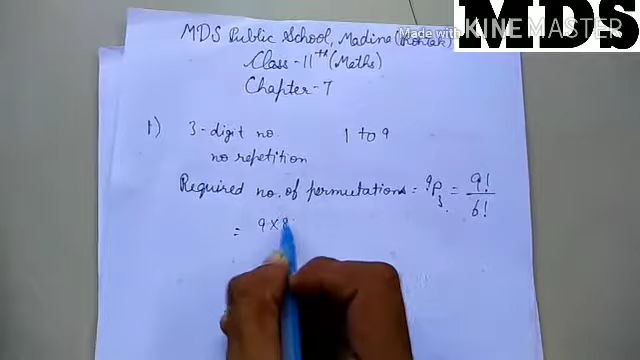 MDS Public School, Madina (Rohtak)
Made with KINEMASTER
MDS
Class - 11th (Maths)
Chapter - 7
1) 3-digit no. 1 to 9
no repetition
Required no. of permutations = ⁹P₃ = 9!/6!
= 9×8